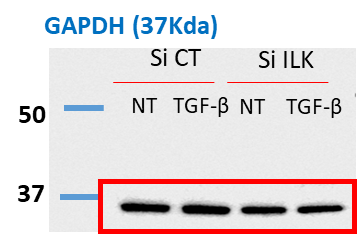 GAPDH (37Kda)
Si CT Si ILK
NT TGF-β NT TGF-β
50
37